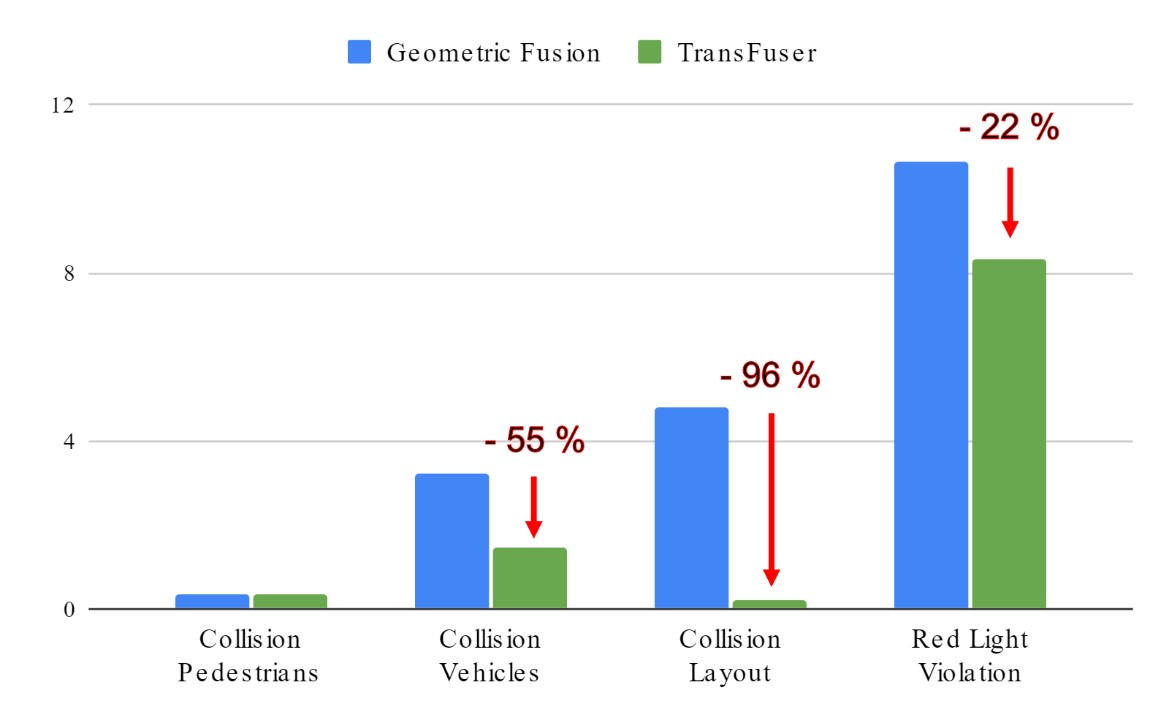 Geometric Fusion TransFuser
12
- 22 %
8
- 96 %
4
- 55 %
0
Collision Pedestrians
Collision Vehicles
Collision Layout
Red Light Violation